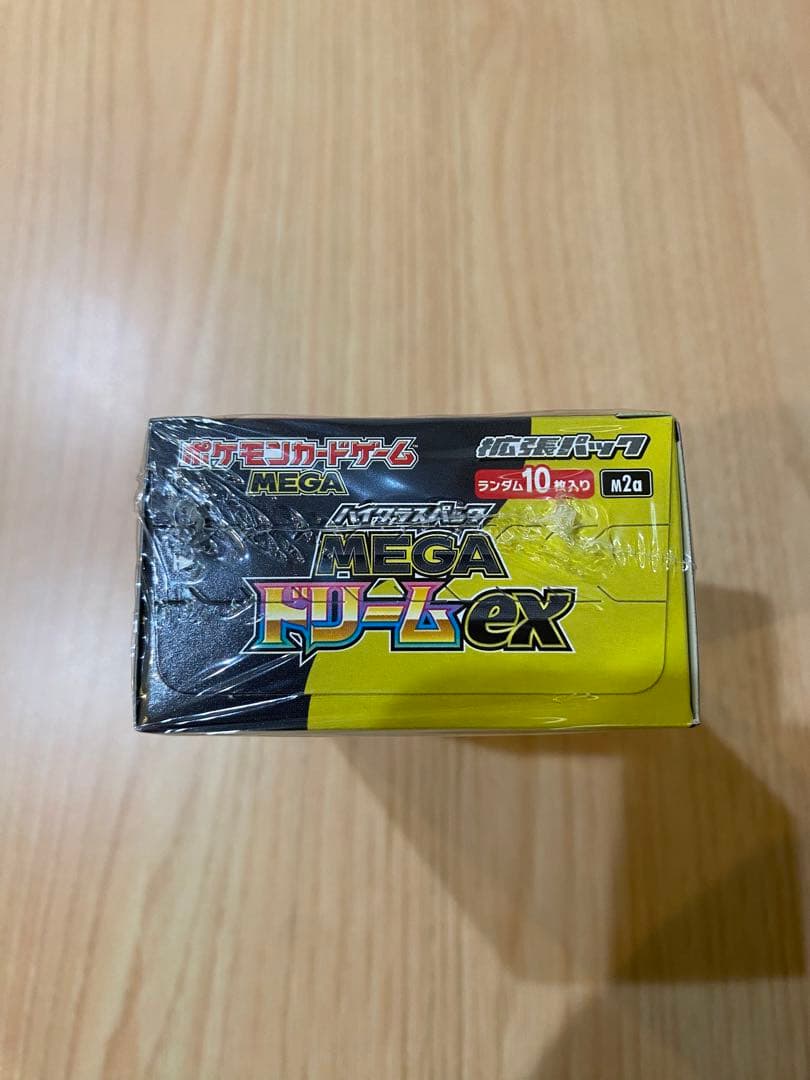 ポケモンカードゲーム
MEGA
拡張パック
ランダム10枚入り
M2a
ハイクラスパック
MEGA
ドリームex